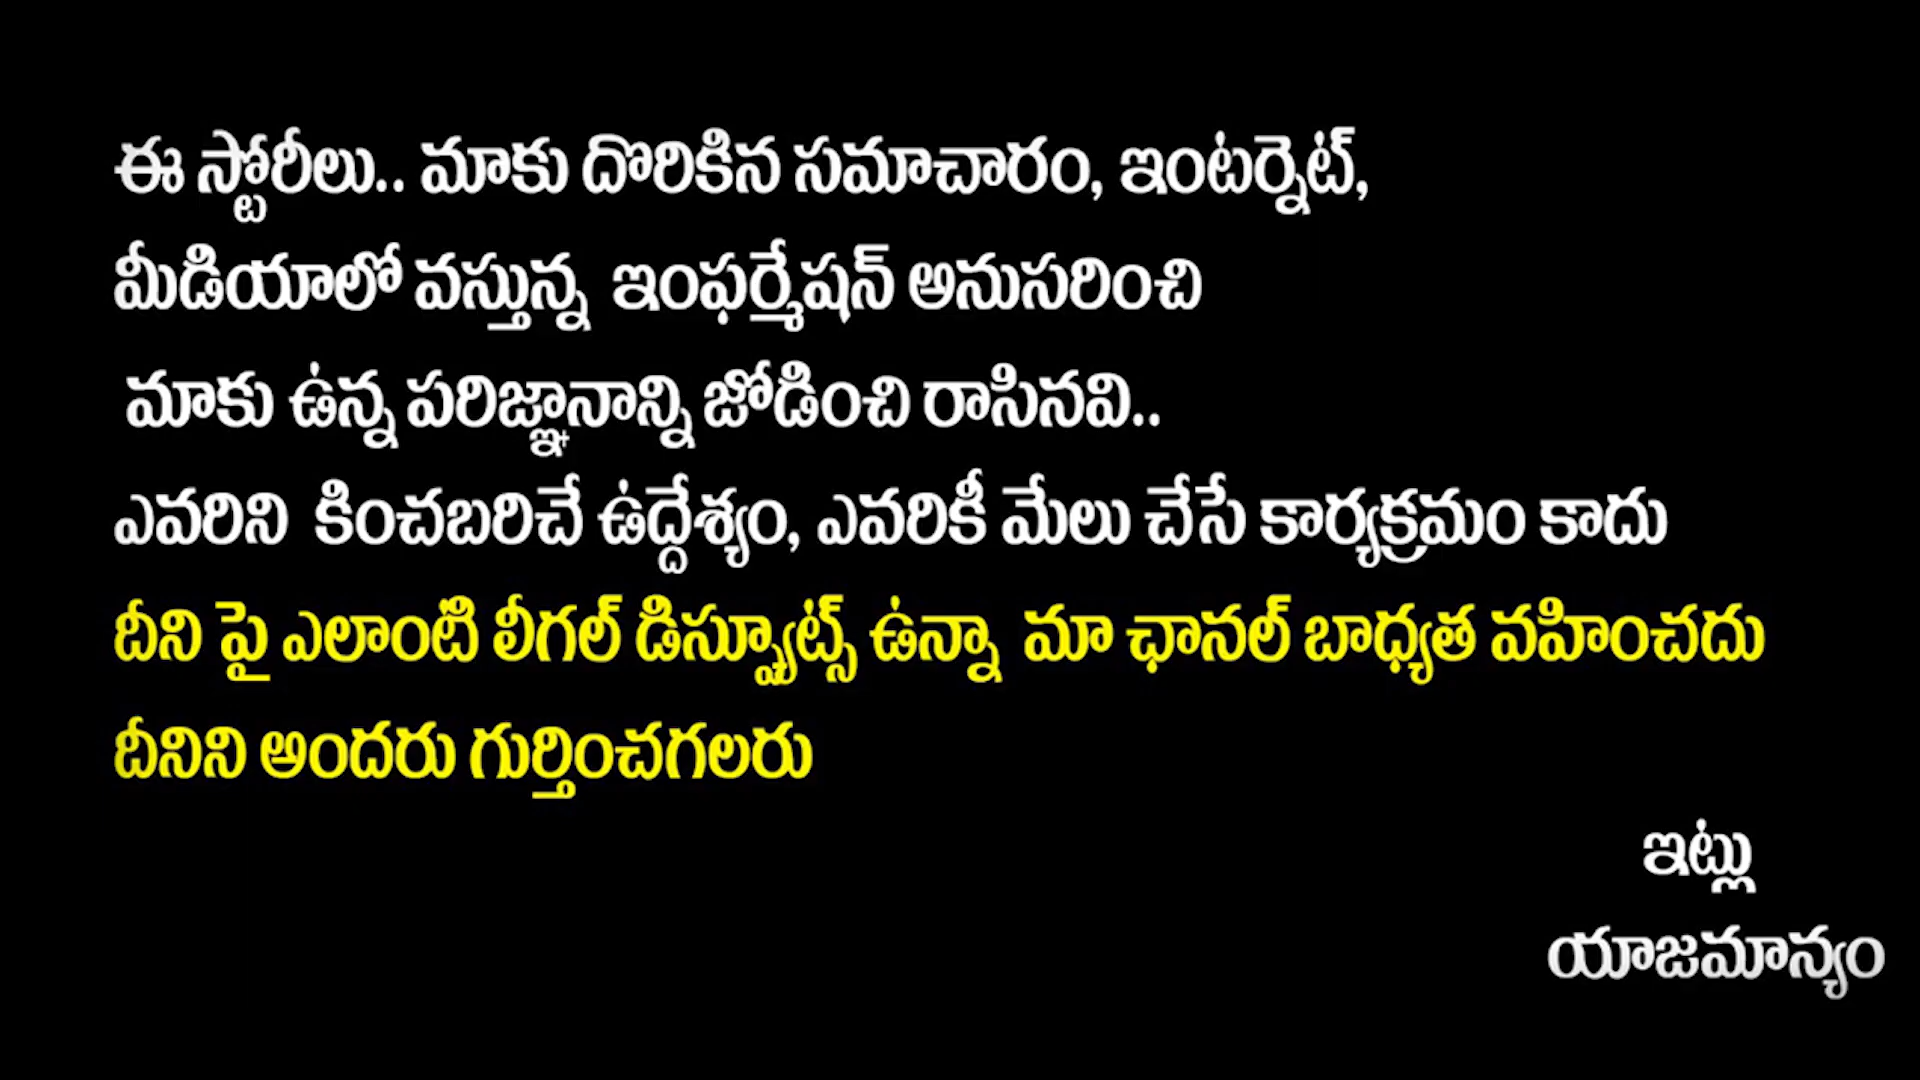 ఈ స్టోరీలు.. మాకు దొరికిన సమాచారం, ఇంటర్నెట్,
మీడియాలో వస్తున్న ఇంఫర్మేషన్ అనుసరించి
మాకు ఉన్న పరిజ్ఞానాన్ని జోడించి రాసినవి..
ఎవరిని కించబరిచే ఉద్దేశ్యం, ఎవరికీ మేలు చేసే కార్యక్రమం కాదు
దీని పై ఎలాంటి లీగల్ డిస్ప్యూట్స్ ఉన్నా మా ఛానల్ బాధ్యత వహించదు
దీనిని అందరు గుర్తించగలరు
ఇట్లు
యాజమాన్యం